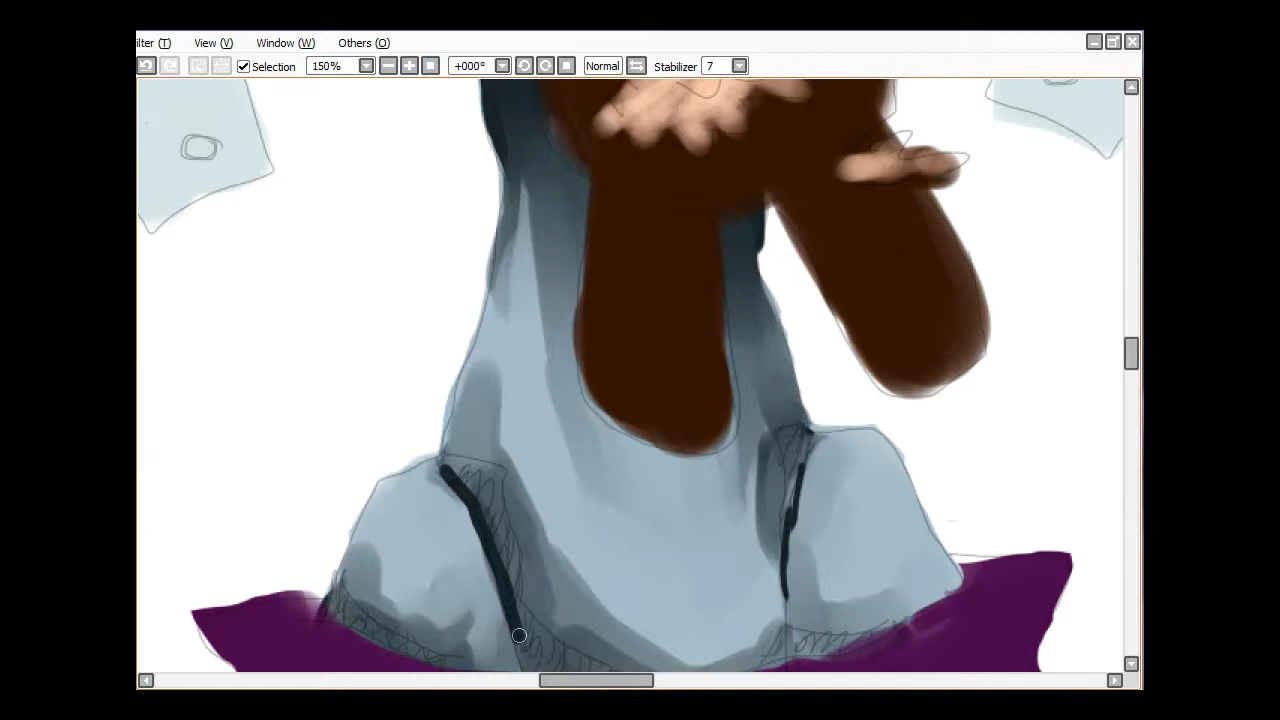 ilter (T) View (V) Window (W) Others (O)
Selection 150% +000° Normal Stabilizer 7